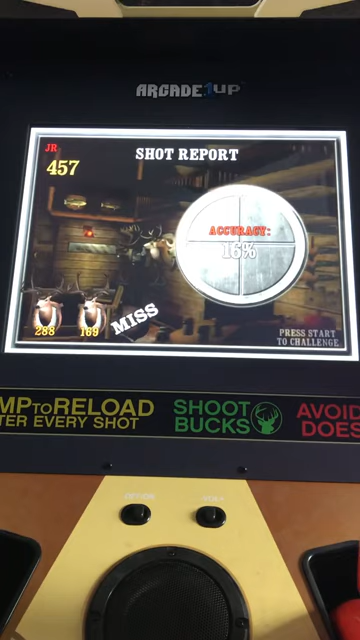 ARCADE1UP
JR
457
SHOT REPORT
ACCURACY:
16%
288
169
MISS
PRESS START
TO CHALLENGE
MP TO RELOAD
TER EVERY SHOT
SHOOT
BUCKS
AVOID
DOES